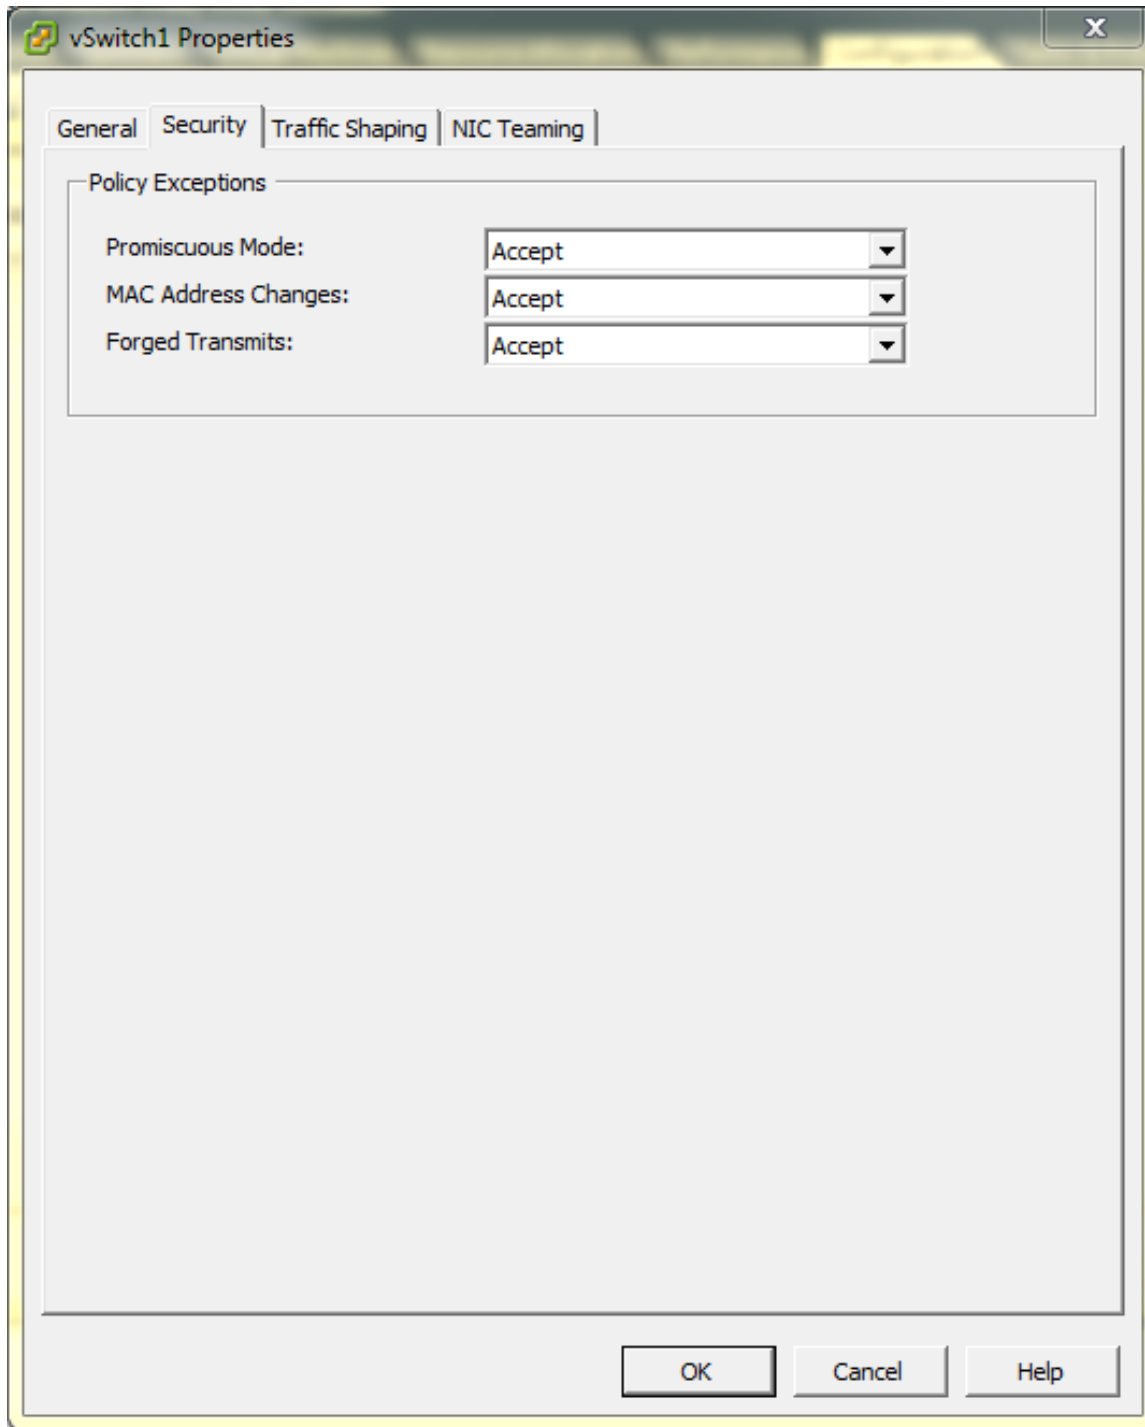 vSwitch1 Properties
General Security Traffic Shaping NIC Teaming
Policy Exceptions
Promiscuous Mode: Accept
MAC Address Changes: Accept
Forged Transmits: Accept
OK Cancel Help